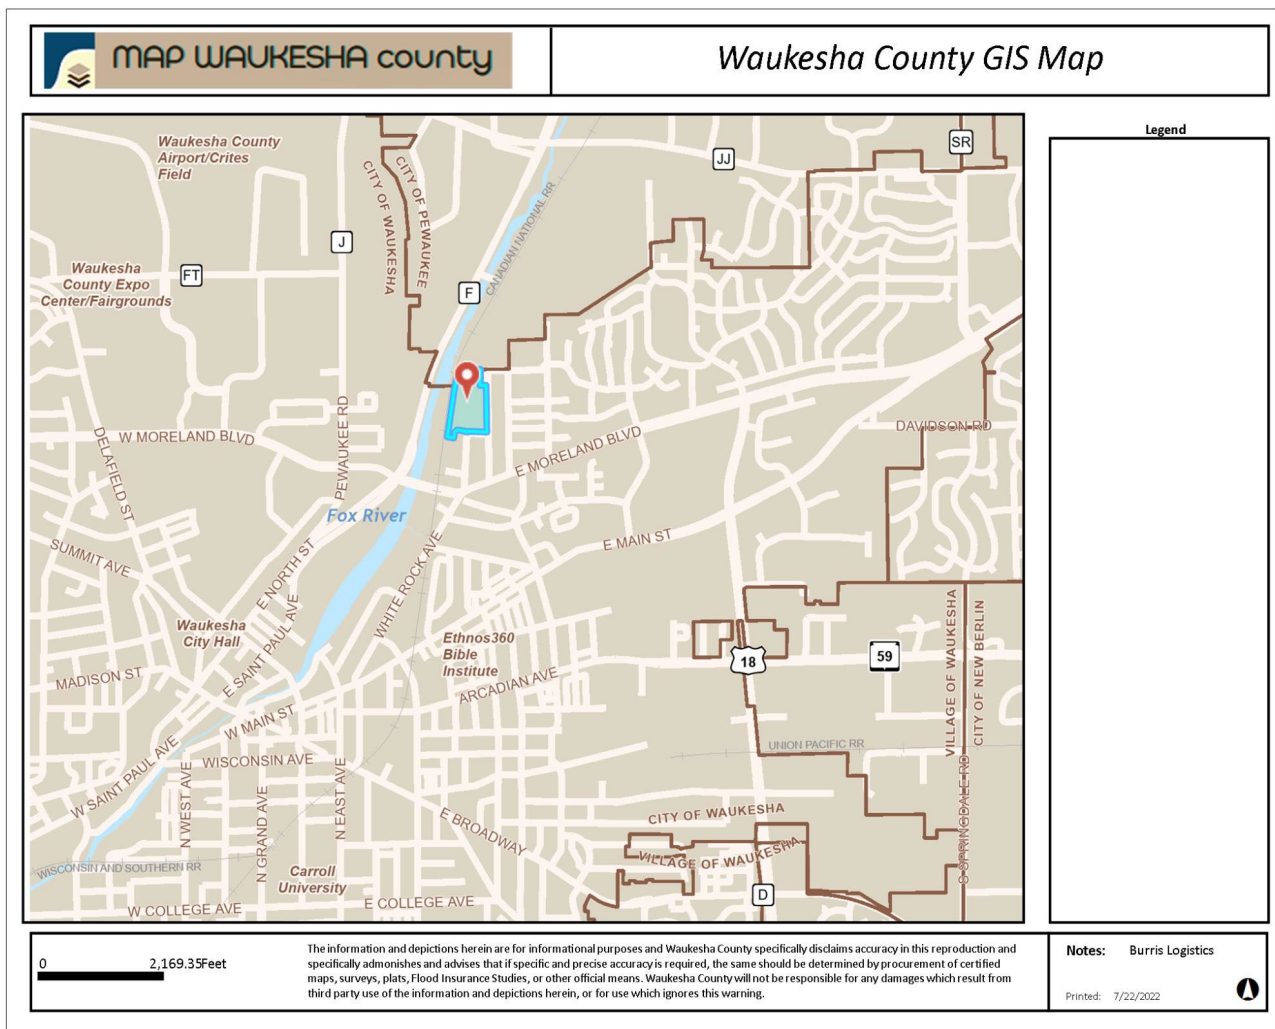 MAP WAUKESHA county
Waukesha County GIS Map
Waukesha County
Airport/Crites
Field
CITY OF WAUKESHA
CITY OF PEWAUKEE
CANADIAN NATIONAL RR
JJ
SR
J
FT
F
Waukesha
County Expo
Center/Fairgrounds
W MORELAND BLVD
DELAFIELD ST
PEWAUKEE RD
E MORELAND BLVD
DAVIDSON RD
Fox River
SUMMIT AVE
E NORTH ST
WHITE ROCK AVE
E MAIN ST
Waukesha
City Hall
E SAINT PAUL AVE
Ethnos360
Bible
Institute
MADISON ST
ARCADIAN AVE
18
59
VILLAGE OF WAUKESHA
CITY OF NEW BERLIN
W MAIN ST
W SAINT PAUL AVE
WISCONSIN AVE
UNION PACIFIC RR
N WEST AVE
N GRAND AVE
N EAST AVE
E BROADWAY
CITY OF WAUKESHA
VILLAGE OF WAUKESHA
S SPRINGDALE RD
WISCONSIN AND SOUTHERN RR
Carroll
University
D
W COLLEGE AVE
E COLLEGE AVE
Legend
0 2,169.35Feet
The information and depictions herein are for informational purposes and Waukesha County specifically disclaims accuracy in this reproduction and
specifically admonishes and advises that if specific and precise accuracy is required, the same should be determined by procurement of certified
maps, surveys, plats, Flood Insurance Studies, or other official means. Waukesha County will not be responsible for any damages which result from
third party use of the information and depictions herein, or for use which ignores this warning.
Notes: Burris Logistics
Printed: 7/22/2022